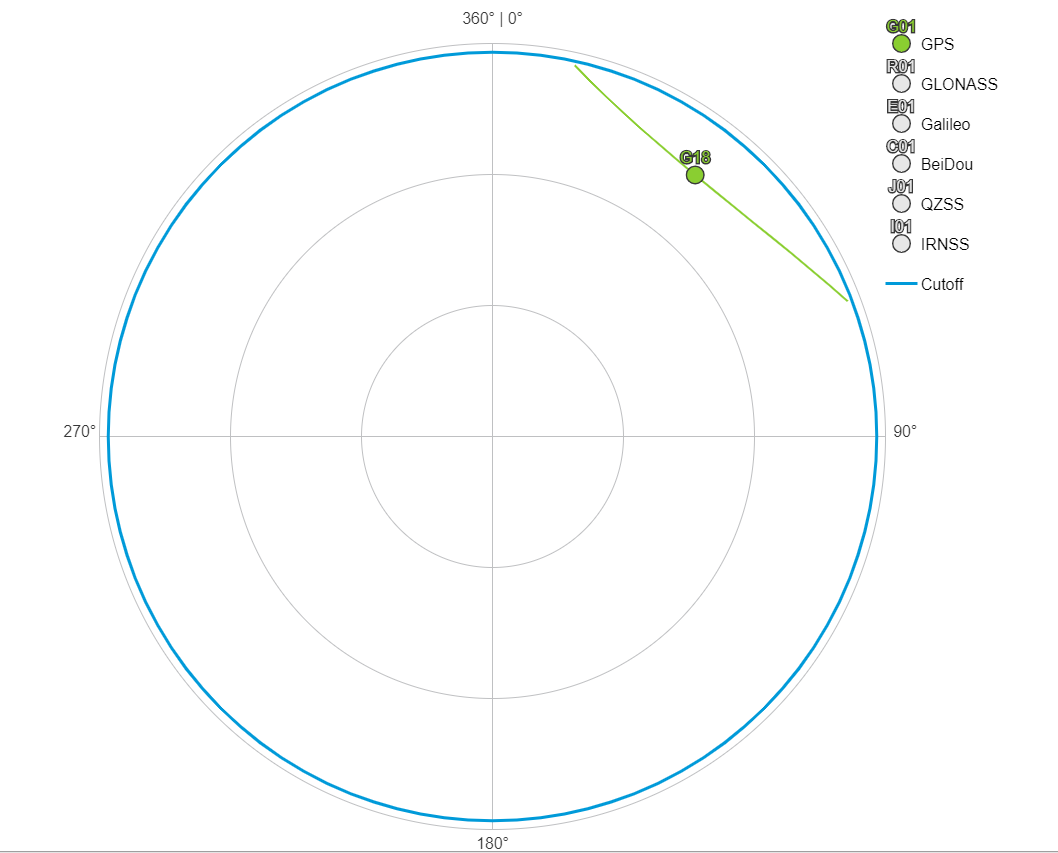 360° | 0°
G01
GPS
R01
GLONASS
E01
Galileo
C01
BeiDou
J01
QZSS
I01
IRNSS
Cutoff
G18
270°
90°
180°